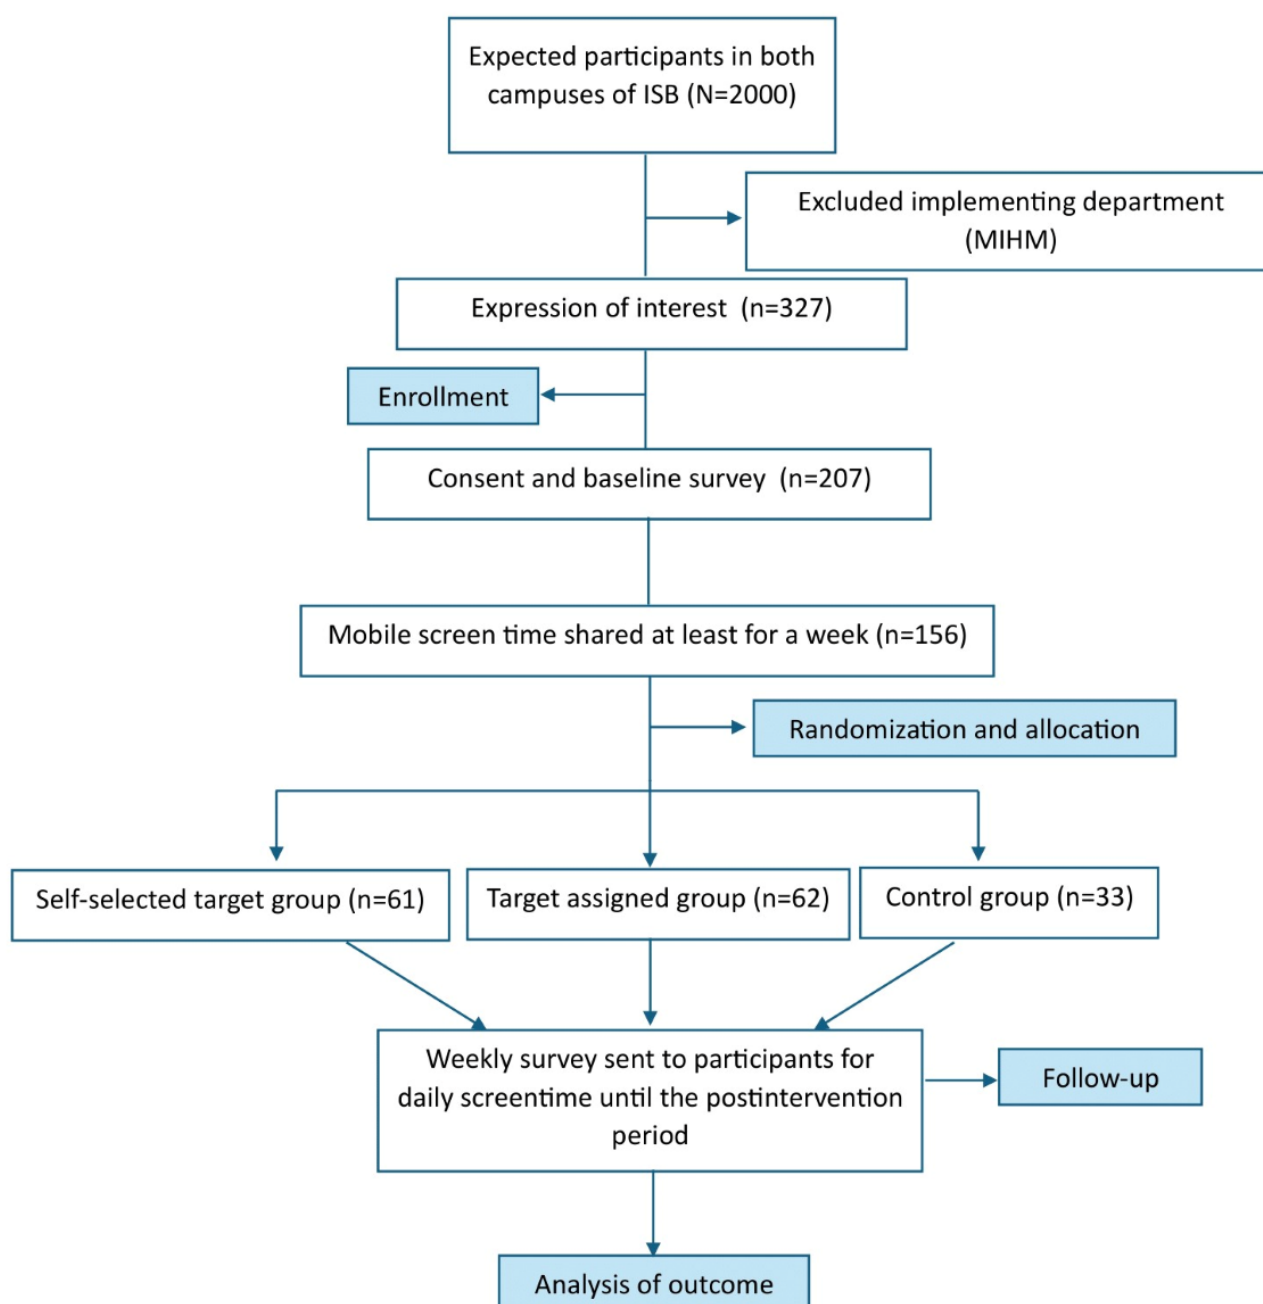 Expected participants in both
campuses of ISB (N=2000)
Excluded implementing department
(MIHM)
Expression of interest (n=327)
Enrollment
Consent and baseline survey (n=207)
Mobile screen time shared at least for a week (n=156)
Randomization and allocation
Self-selected target group (n=61)
Target assigned group (n=62)
Control group (n=33)
Weekly survey sent to participants for
daily screentime until the postintervention
period
Follow-up
Analysis of outcome